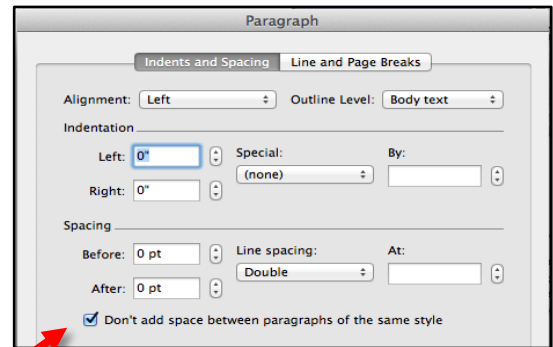 Paragraph
Indents and Spacing Line and Page Breaks
Alignment: Left Outline Level: Body text
Indentation
Left: 0" Special: By:
(none)
Right: 0"
Spacing
Before: 0 pt Line spacing: At:
Double
After: 0 pt
Don't add space between paragraphs of the same style